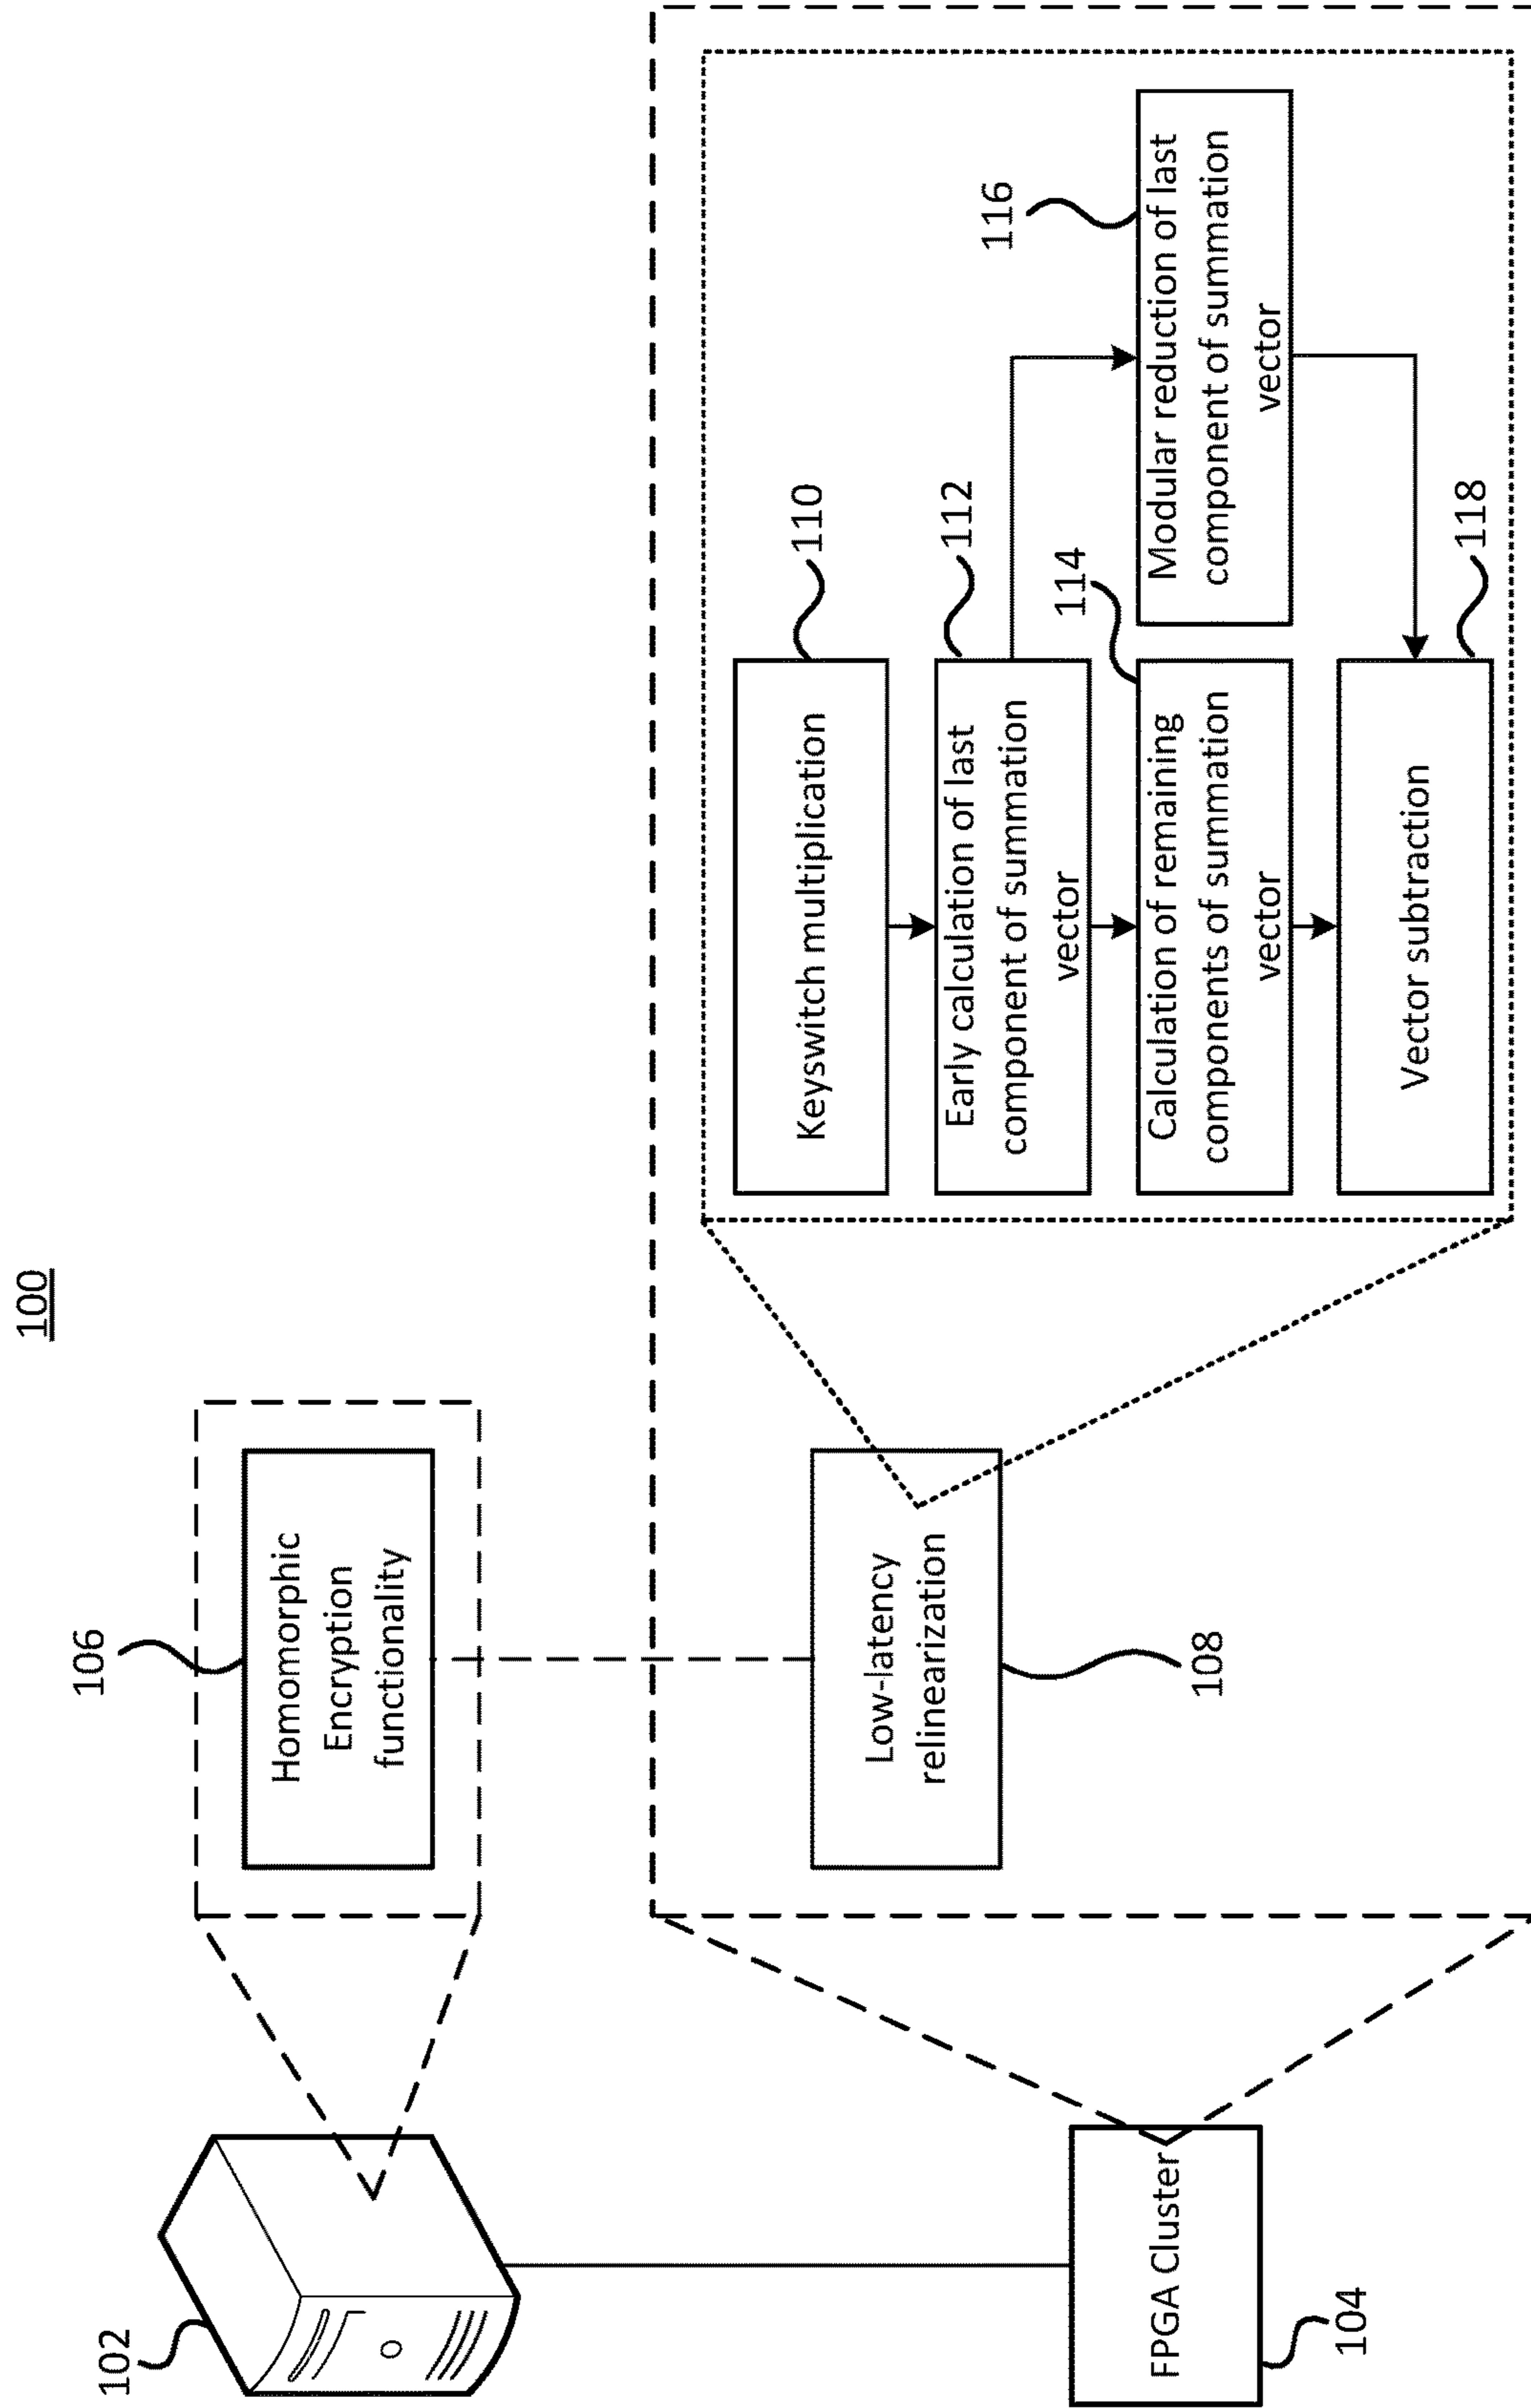 100
102
106
Homomorphic
Encryption
functionality
FPGA Cluster
104
Low-latency
relinearization
108
Keyswitch multiplication
110
Early calculation of last
component of summation
vector
112
Calculation of remaining
components of summation
vector
114
Modular reduction of last
component of summation
vector
116
Vector subtraction
118